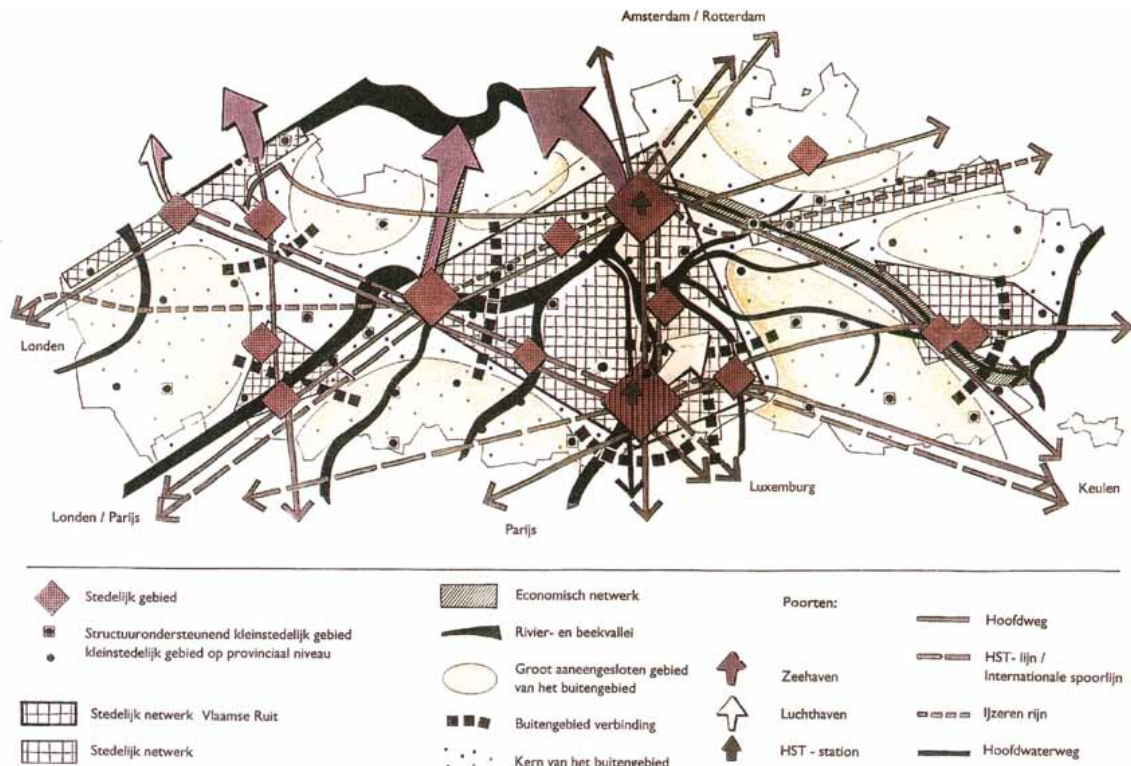 Amsterdam / Rotterdam
Londen
Londen / Parijs
Parijs
Luxemburg
Keulen
Stedelijk gebied
Structuurondersteunend kleinstedelijk gebied
kleinstedelijk gebied op provinciaal niveau
Stedelijk netwerk Vlaamse Ruit
Stedelijk netwerk
Economisch netwerk
Rivier- en beekvallei
Groot aaneengesloten gebied
van het buitengebied
Buitengebied verbinding
Kern van het buitengebied
Poorten:
Zeehaven
Luchthaven
HST - station
Hoofdweg
HST- lijn /
Internationale spoorlijn
IJzeren rijn
Hoofdwaterweg